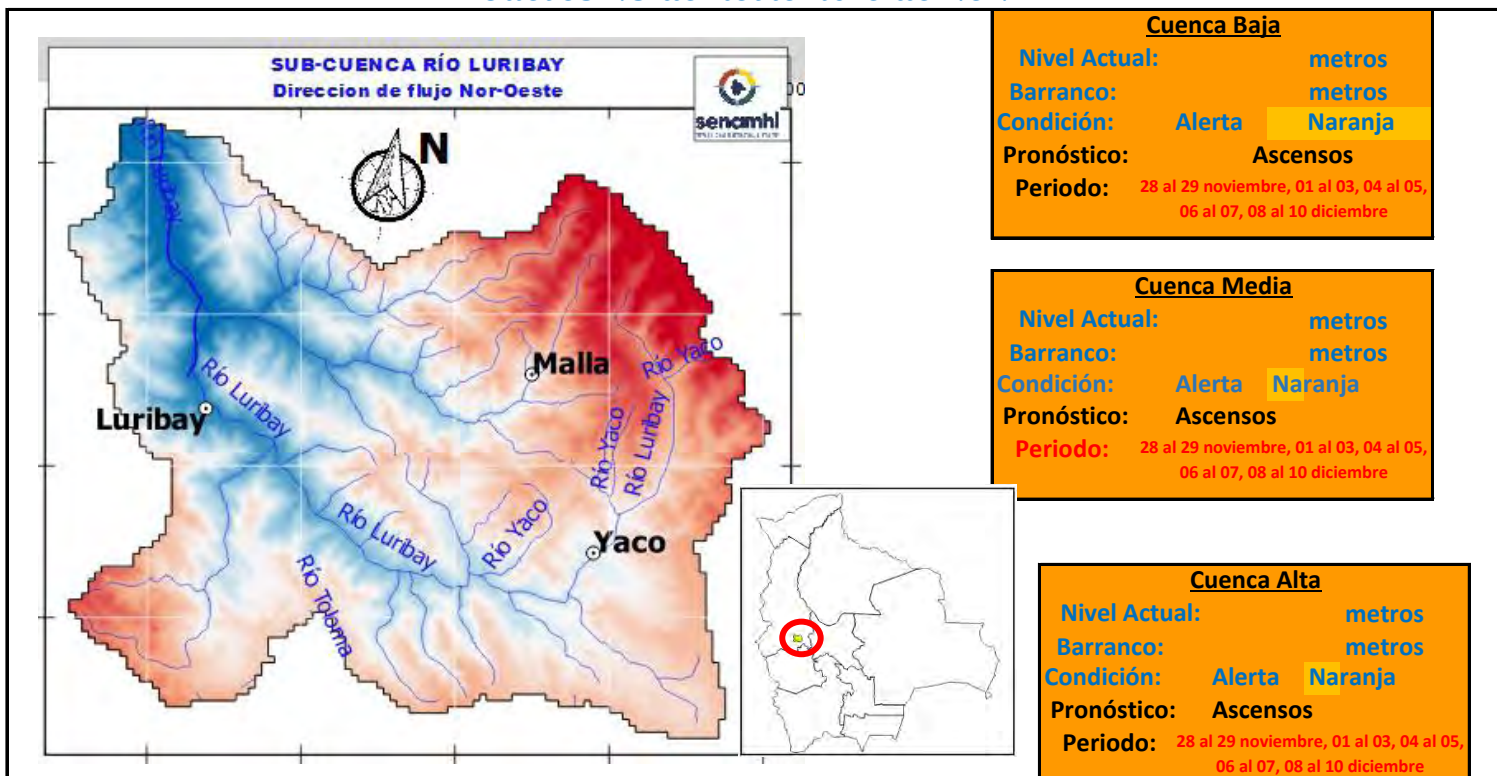 SUB-CUENCA RÍO LURIBAY
Direccion de flujo Nor-Oeste
senamhi
00
N
Río Luribay
Malla
Río Yaco
Río Luribay
Luribay
Río Yaco
Río Luribay
Río Luribay
Río Yaco
Yaco
Río Toloma
Cuenca Baja
Nivel Actual: metros
Barranco: metros
Condición: Alerta Naranja
Pronóstico: Ascensos
Periodo: 28 al 29 noviembre, 01 al 03, 04 al 05,
06 al 07, 08 al 10 diciembre
Cuenca Media
Nivel Actual: metros
Barranco: metros
Condición: Alerta Naranja
Pronóstico: Ascensos
Periodo: 28 al 29 noviembre, 01 al 03, 04 al 05,
06 al 07, 08 al 10 diciembre
Cuenca Alta
Nivel Actual: metros
Barranco: metros
Condición: Alerta Naranja
Pronóstico: Ascensos
Periodo: 28 al 29 noviembre, 01 al 03, 04 al 05,
06 al 07, 08 al 10 diciembre